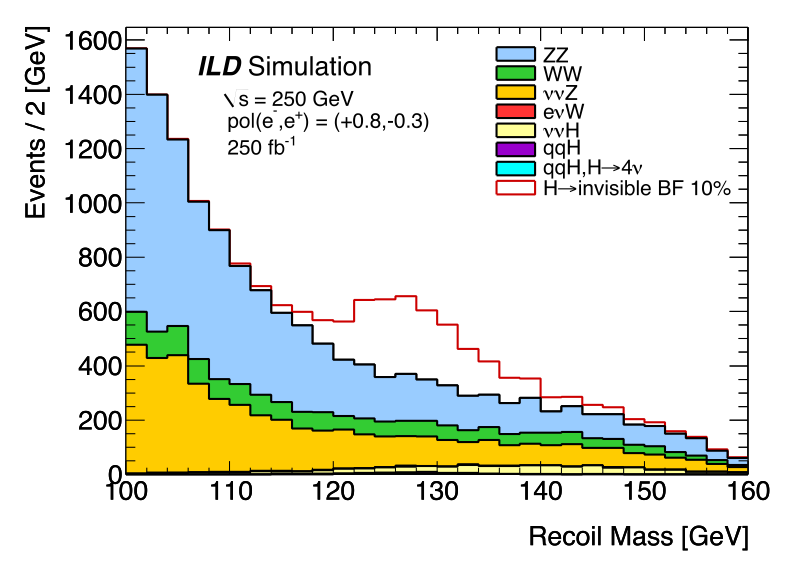 Events / 2 [GeV]
1600
1400
1200
1000
800
600
400
200
0
ILD Simulation
√s = 250 GeV
pol(e⁻,e⁺) = (+0.8,-0.3)
250 fb⁻¹
ZZ
WW
ννZ
eνW
ννH
qqH
qqH,H→4ν
H→invisible BF 10%
100 110 120 130 140 150 160
Recoil Mass [GeV]